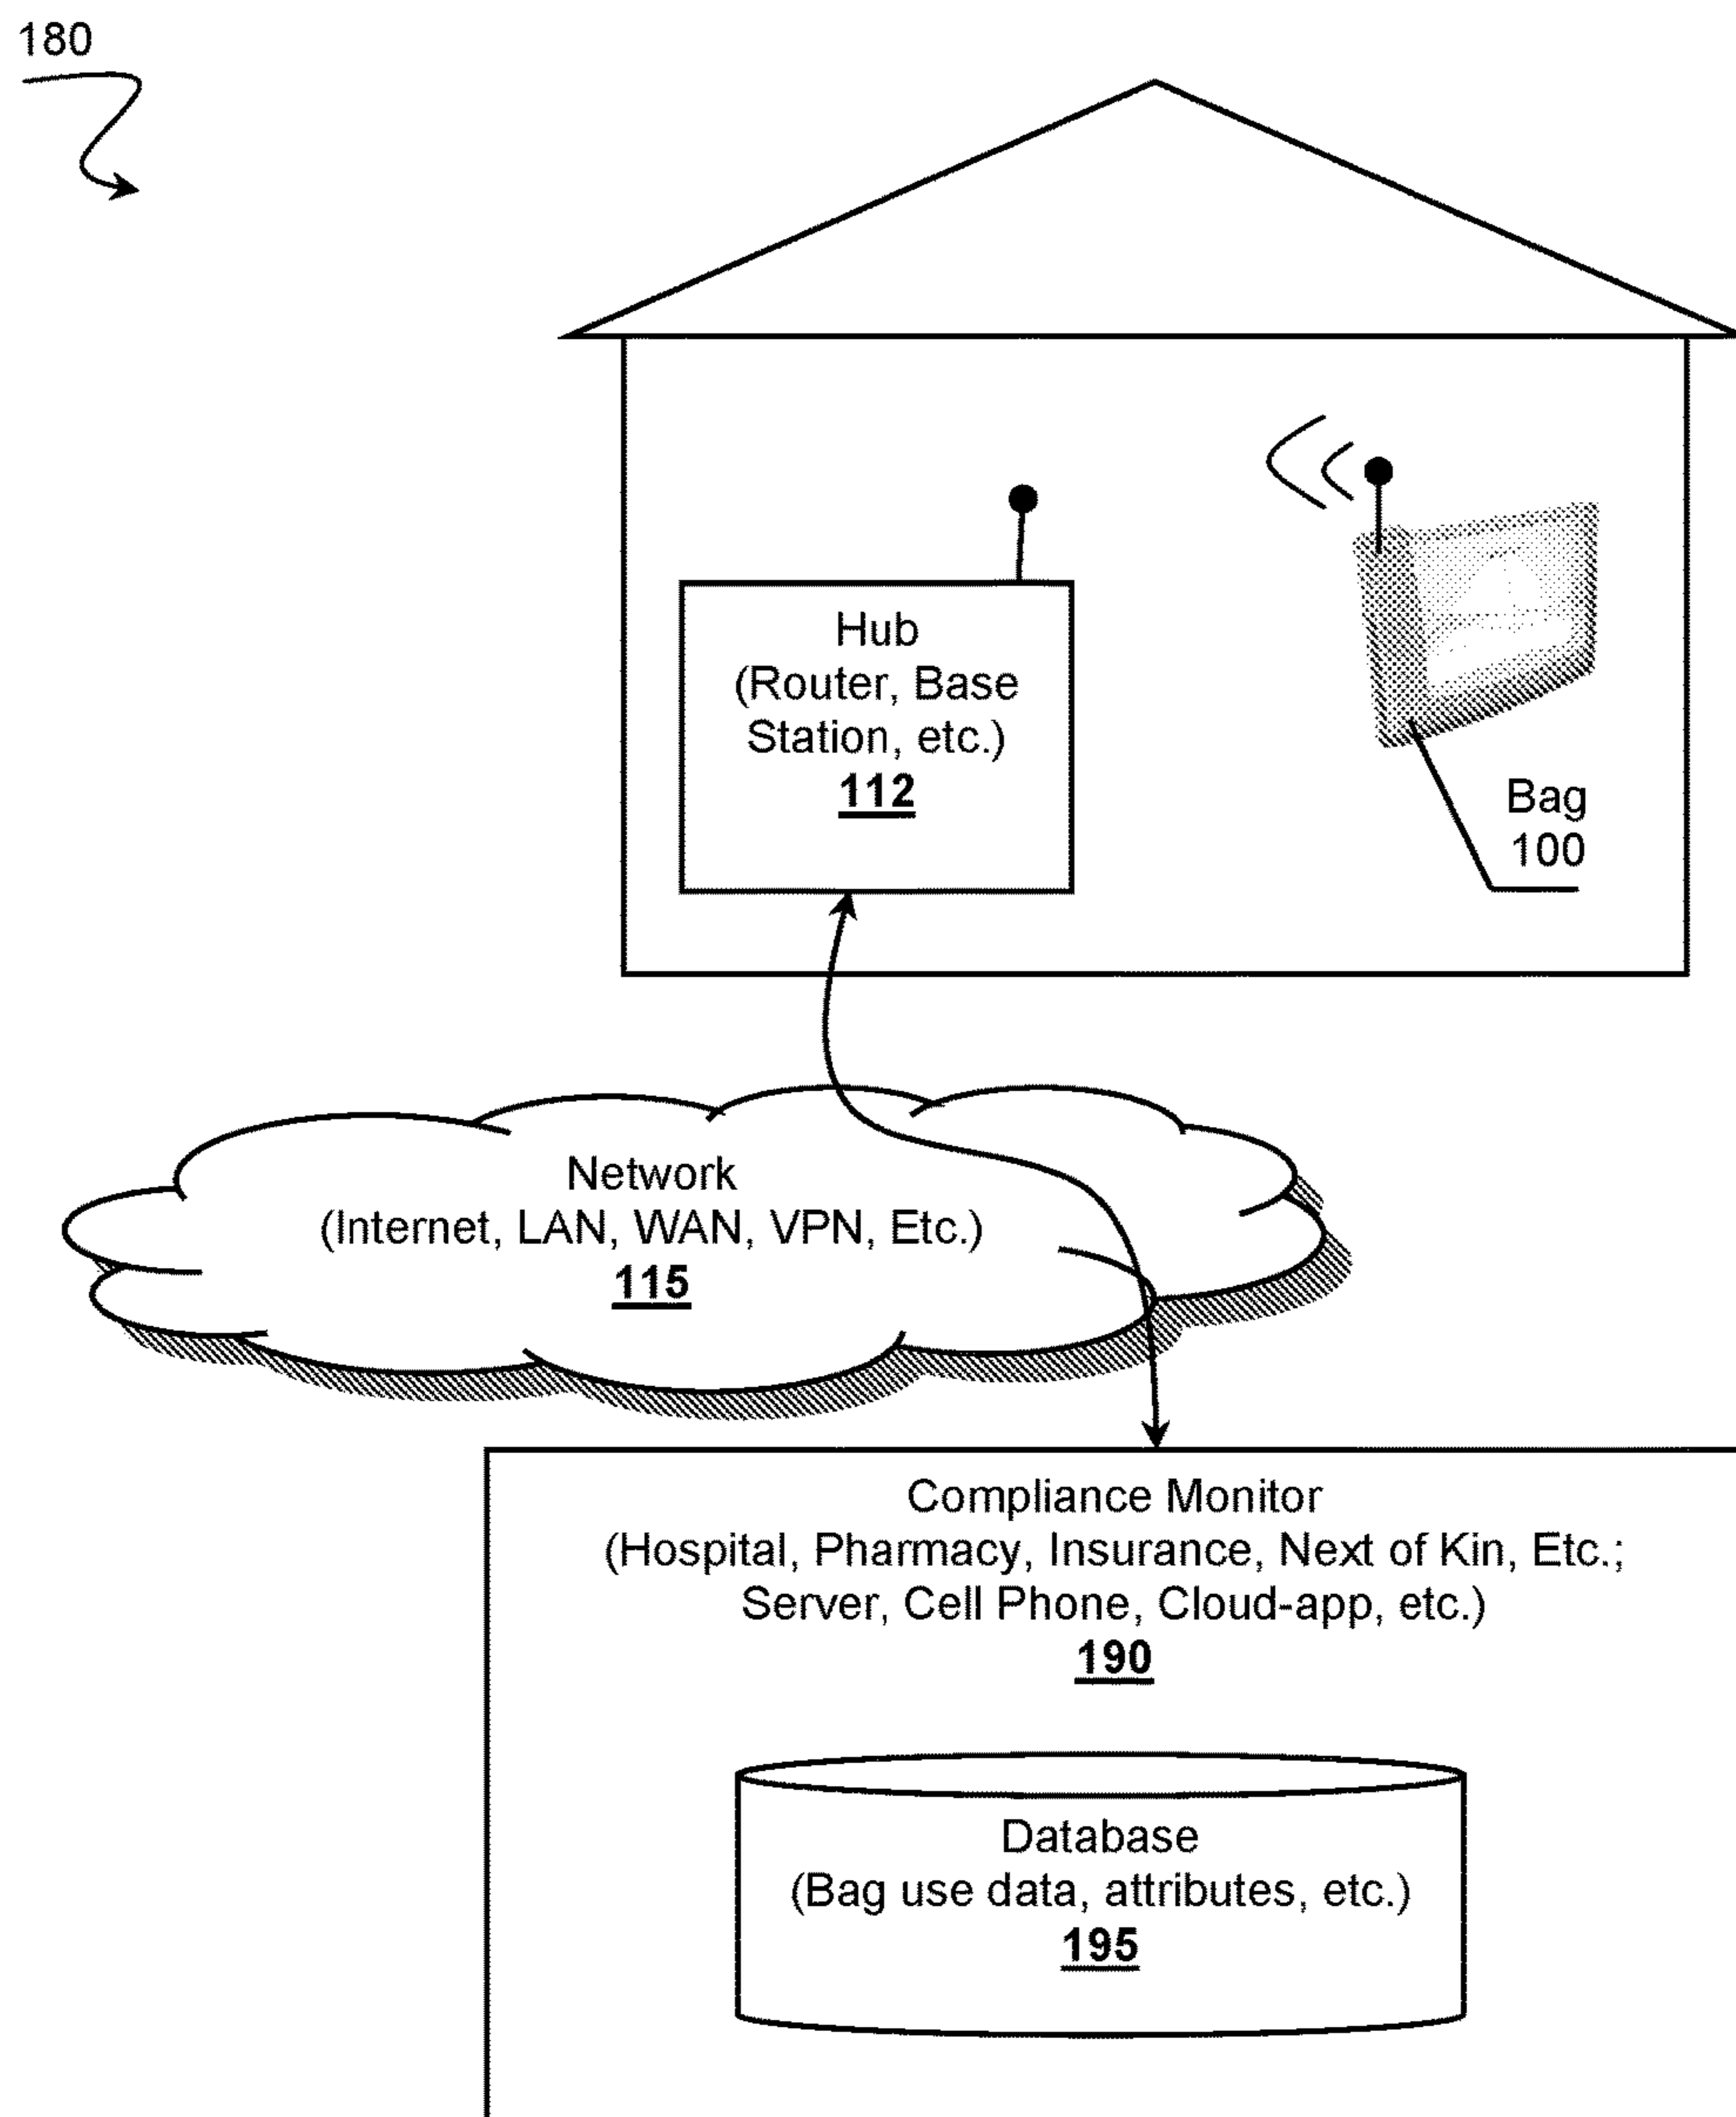 180
Hub
(Router, Base
Station, etc.)
112
Bag
100
Network
(Internet, LAN, WAN, VPN, Etc.)
115
Compliance Monitor
(Hospital, Pharmacy, Insurance, Next of Kin, Etc.;
Server, Cell Phone, Cloud-app, etc.)
190
Database
(Bag use data, attributes, etc.)
195